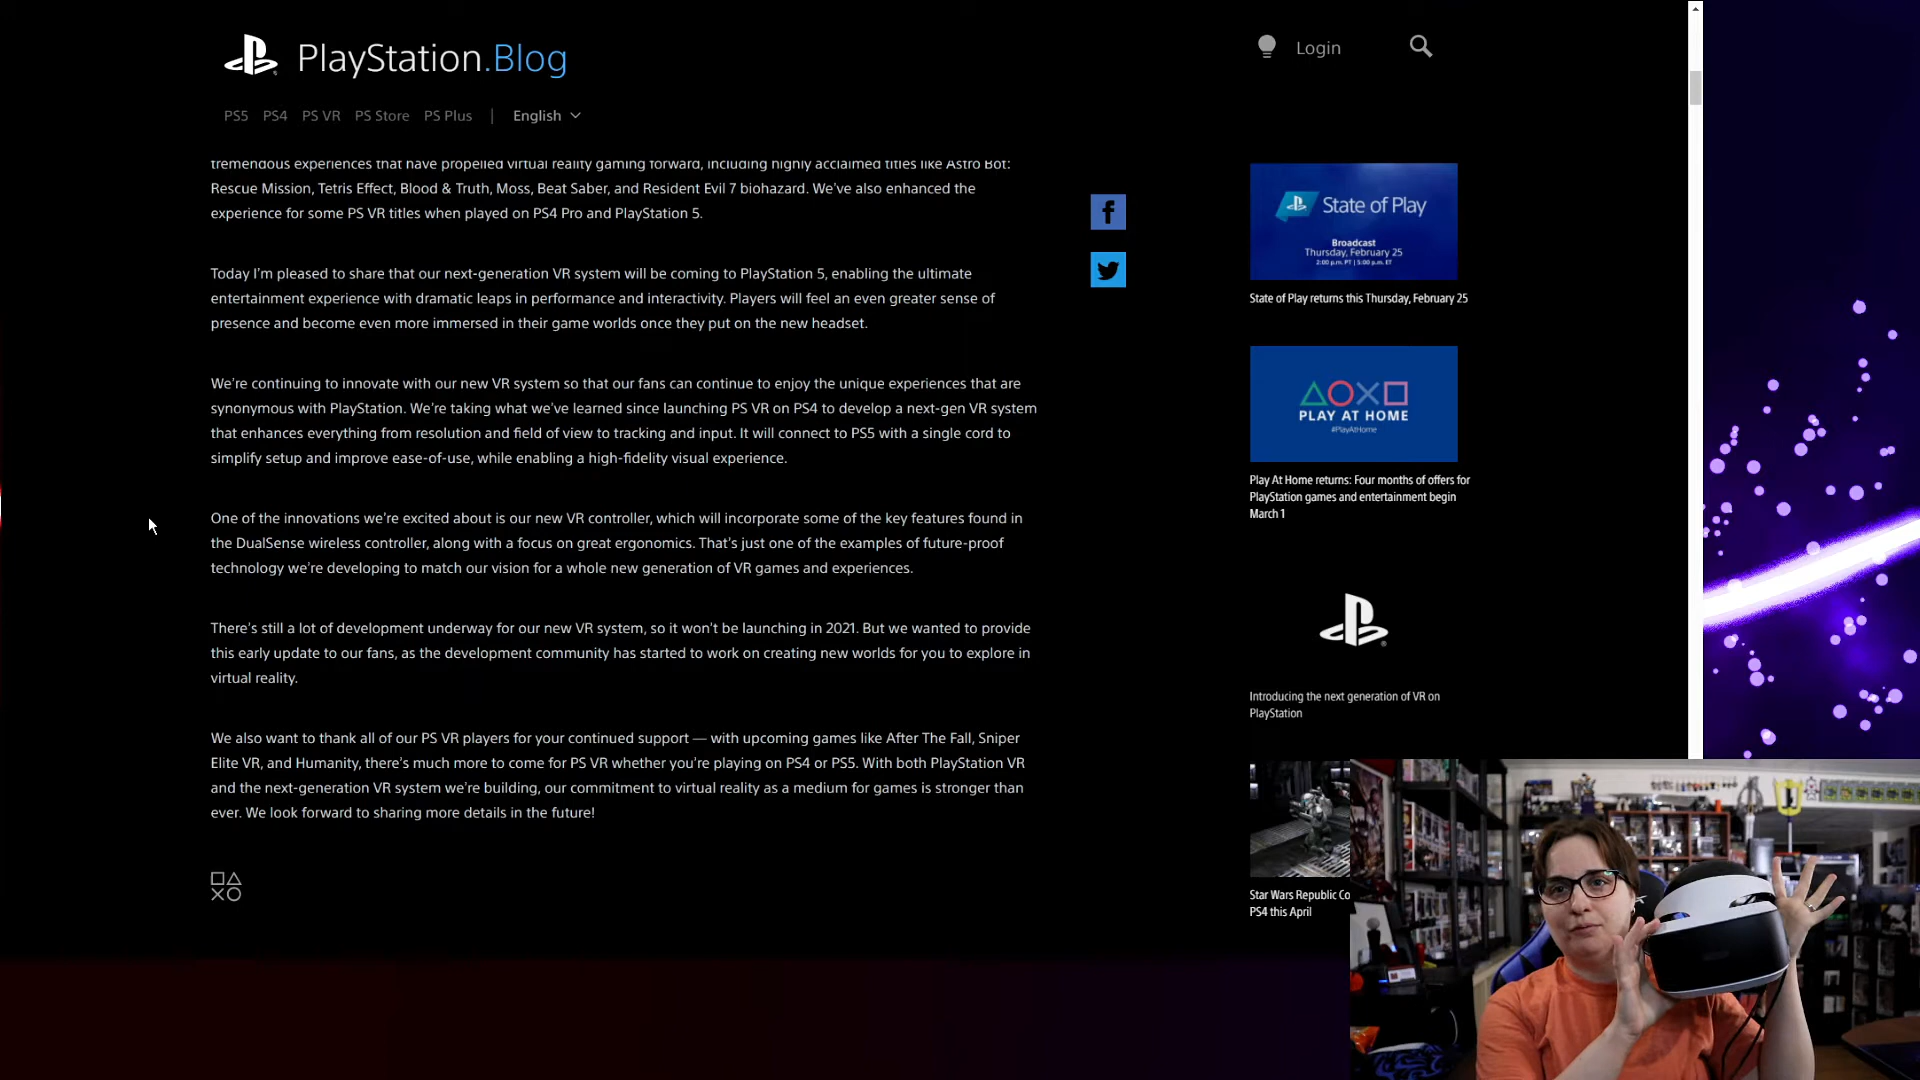 PlayStation.Blog
Login
PS5 PS4 PS VR PS Store PS Plus | English
tremendous experiences that have propelled virtual reality gaming forward, including highly acclaimed titles like Astro Bot:
Rescue Mission, Tetris Effect, Blood & Truth, Moss, Beat Saber, and Resident Evil 7 biohazard. We've also enhanced the
experience for some PS VR titles when played on PS4 Pro and PlayStation 5.
Today I'm pleased to share that our next-generation VR system will be coming to PlayStation 5, enabling the ultimate
entertainment experience with dramatic leaps in performance and interactivity. Players will feel an even greater sense of
presence and become even more immersed in their game worlds once they put on the new headset.
We're continuing to innovate with our new VR system so that our fans can continue to enjoy the unique experiences that are
synonymous with PlayStation. We're taking what we've learned since launching PS VR on PS4 to develop a next-gen VR system
that enhances everything from resolution and field of view to tracking and input. It will connect to PS5 with a single cord to
simplify setup and improve ease-of-use, while enabling a high-fidelity visual experience.
One of the innovations we're excited about is our new VR controller, which will incorporate some of the key features found in
the DualSense wireless controller, along with a focus on great ergonomics. That's just one of the examples of future-proof
technology we're developing to match our vision for a whole new generation of VR games and experiences.
There's still a lot of development underway for our new VR system, so it won't be launching in 2021. But we wanted to provide
this early update to our fans, as the development community has started to work on creating new worlds for you to explore in
virtual reality.
We also want to thank all of our PS VR players for your continued support — with upcoming games like After The Fall, Sniper
Elite VR, and Humanity, there's much more to come for PS VR whether you're playing on PS4 or PS5. With both PlayStation VR
and the next-generation VR system we're building, our commitment to virtual reality as a medium for games is stronger than
ever. We look forward to sharing more details in the future!
State of Play
Broadcast
Thursday, February 25
2:00 p.m. PT | 5:00 p.m. ET
State of Play returns this Thursday, February 25
PLAY AT HOME
#PlayAtHome
Play At Home returns: Four months of offers for
PlayStation games and entertainment begin
March 1
Introducing the next generation of VR on
PlayStation
Star Wars Republic Co
PS4 this April